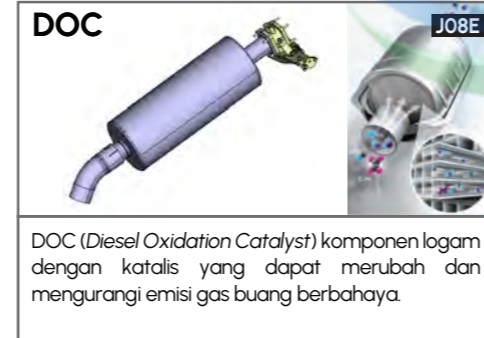 DOC
J08E
DOC (Diesel Oxidation Catalyst) komponen logam
dengan katalis yang dapat merubah dan
mengurangi emisi gas buang berbahaya.